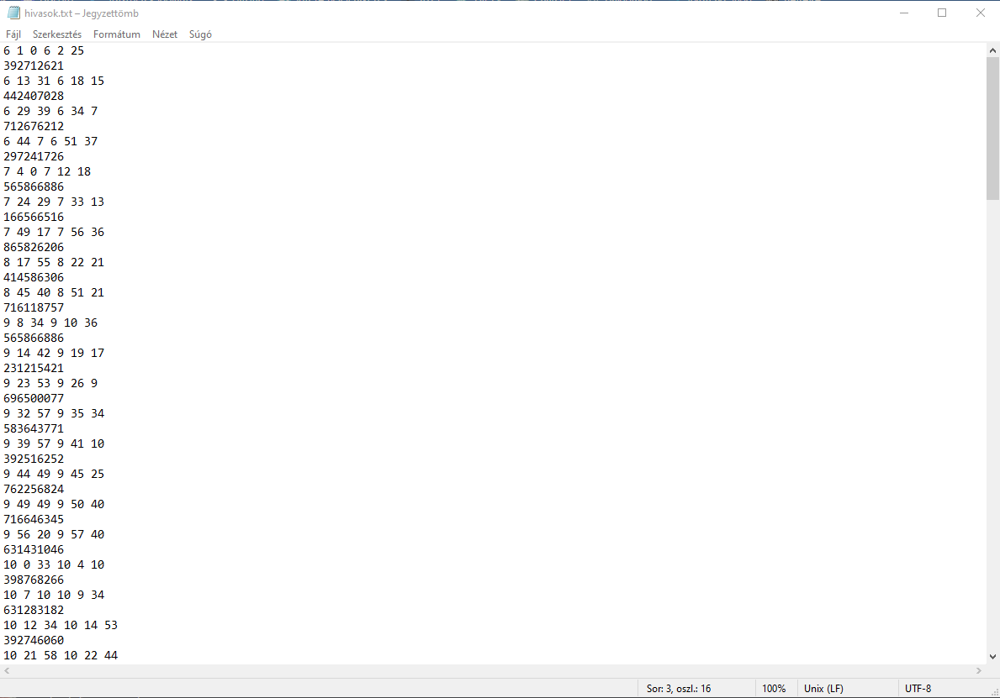 hivasok.txt – Jegyzettömb
Fájl Szerkesztés Formátum Nézet Súgó
6 1 0 6 2 25
392712621
6 13 31 6 18 15
442407028
6 29 39 6 34 7
712676212
6 44 7 6 51 37
297241726
7 4 0 7 12 18
565866886
7 24 29 7 33 13
166566516
7 49 17 7 56 36
865826206
8 17 55 8 22 21
414586306
8 45 40 8 51 21
716118757
9 8 34 9 10 36
565866886
9 14 42 9 19 17
231215421
9 23 53 9 26 9
696500077
9 32 57 9 35 34
583643771
9 39 57 9 41 10
392516252
9 44 49 9 45 25
762256824
9 49 49 9 50 40
716646345
9 56 20 9 57 40
631431046
10 0 33 10 4 10
398768266
10 7 10 10 9 34
631283182
10 12 34 10 14 53
392746060
10 21 58 10 22 44
Sor: 3, oszl.: 16 100% Unix (LF) UTF-8